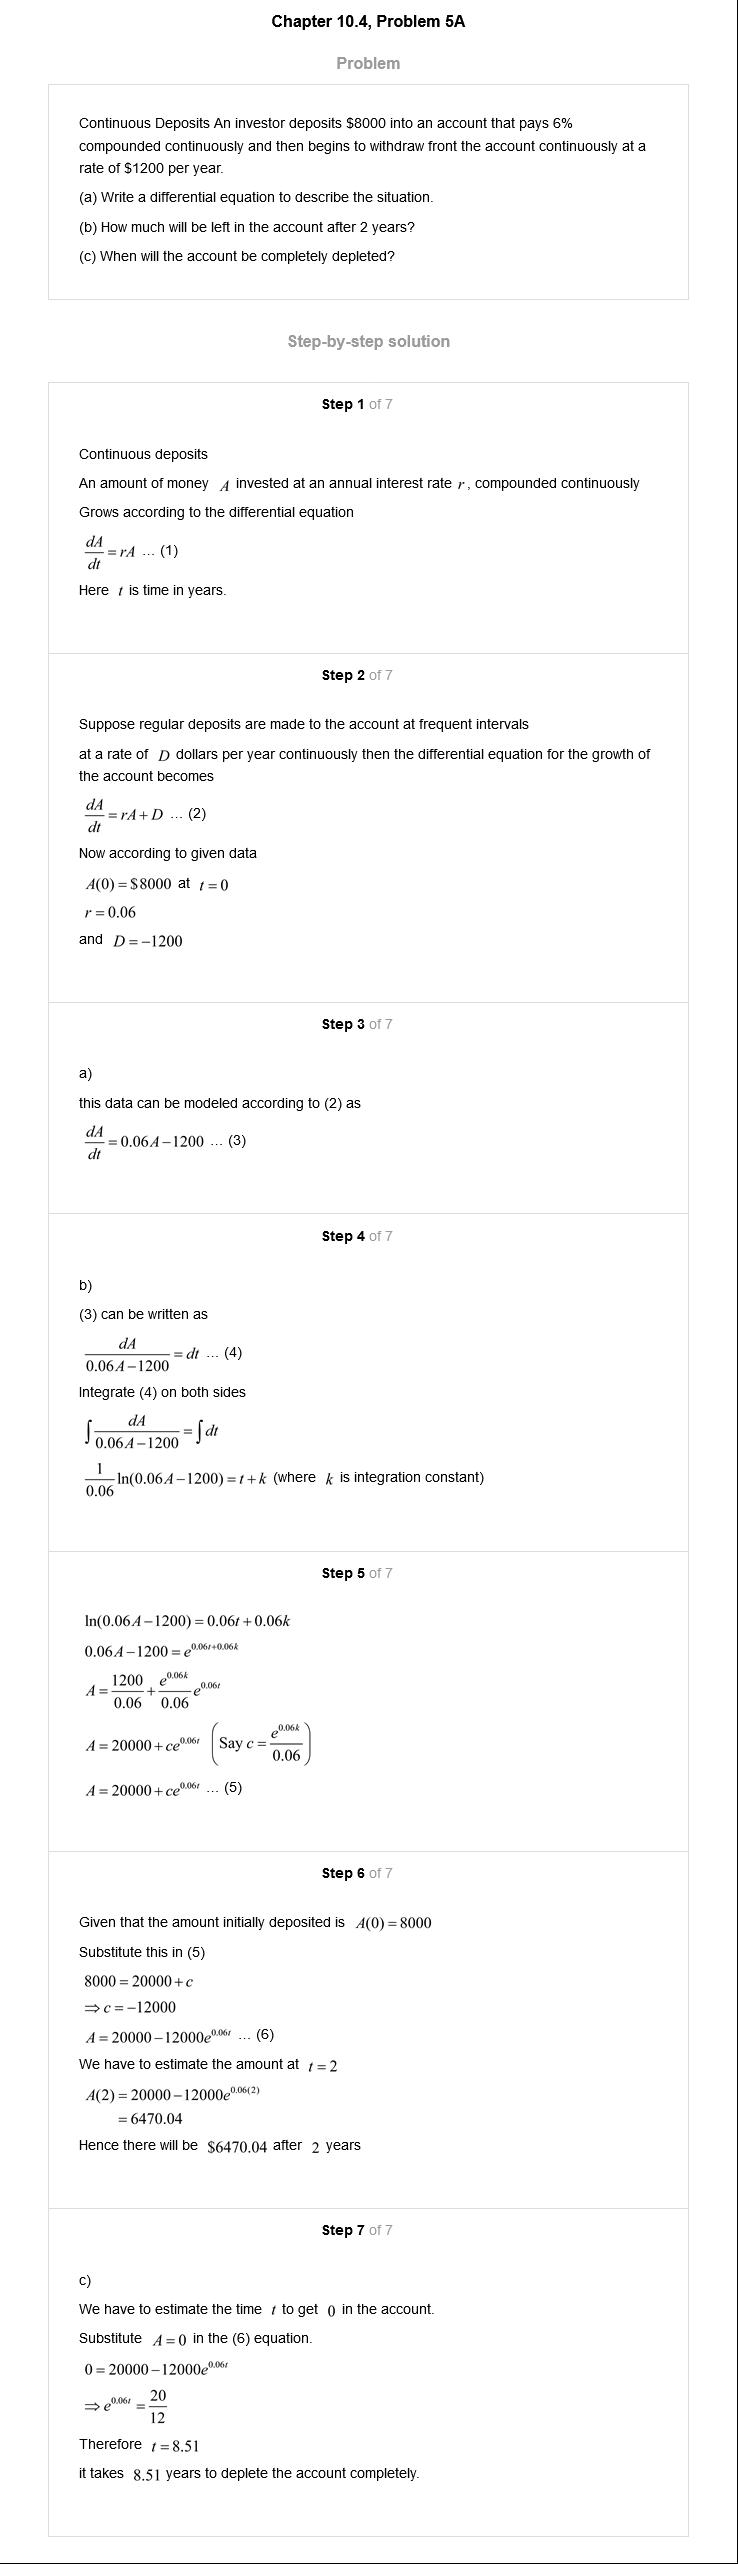 Chapter 10.4, Problem 5A
Problem
Continuous Deposits An investor deposits $8000 into an account that pays 6%
compounded continuously and then begins to withdraw front the account continuously at a
rate of $1200 per year.
(a) Write a differential equation to describe the situation.
(b) How much will be left in the account after 2 years?
(c) When will the account be completely depleted?
Step-by-step solution
Step 1 of 7
Continuous deposits
An amount of money A invested at an annual interest rate r, compounded continuously
Grows according to the differential equation
dA/dt = rA ... (1)
Here t is time in years.
Step 2 of 7
Suppose regular deposits are made to the account at frequent intervals
at a rate of D dollars per year continuously then the differential equation for the growth of
the account becomes
dA/dt = rA + D ... (2)
Now according to given data
A(0) = $8000 at t = 0
r = 0.06
and D = −1200
Step 3 of 7
a)
this data can be modeled according to (2) as
dA/dt = 0.06A − 1200 ... (3)
Step 4 of 7
b)
(3) can be written as
dA/(0.06A − 1200) = dt ... (4)
Integrate (4) on both sides
∫ dA/(0.06A − 1200) = ∫ dt
1/0.06 ln(0.06A − 1200) = t + k (where k is integration constant)
Step 5 of 7
ln(0.06A − 1200) = 0.06t + 0.06k
0.06A − 1200 = e^(0.06t+0.06k)
A = 1200/0.06 + e^(0.06k)/0.06 e^(0.06t)
A = 20000 + ce^(0.06t) (Say c = e^(0.06k)/0.06)
A = 20000 + ce^(0.06t) ... (5)
Step 6 of 7
Given that the amount initially deposited is A(0) = 8000
Substitute this in (5)
8000 = 20000 + c
⇒ c = −12000
A = 20000 − 12000e^(0.06t) ... (6)
We have to estimate the amount at t = 2
A(2) = 20000 − 12000e^(0.06(2))
= 6470.04
Hence there will be $6470.04 after 2 years
Step 7 of 7
c)
We have to estimate the time t to get 0 in the account.
Substitute A = 0 in the (6) equation.
0 = 20000 − 12000e^(0.06t)
⇒ e^(0.06t) = 20/12
Therefore t = 8.51
it takes 8.51 years to deplete the account completely.